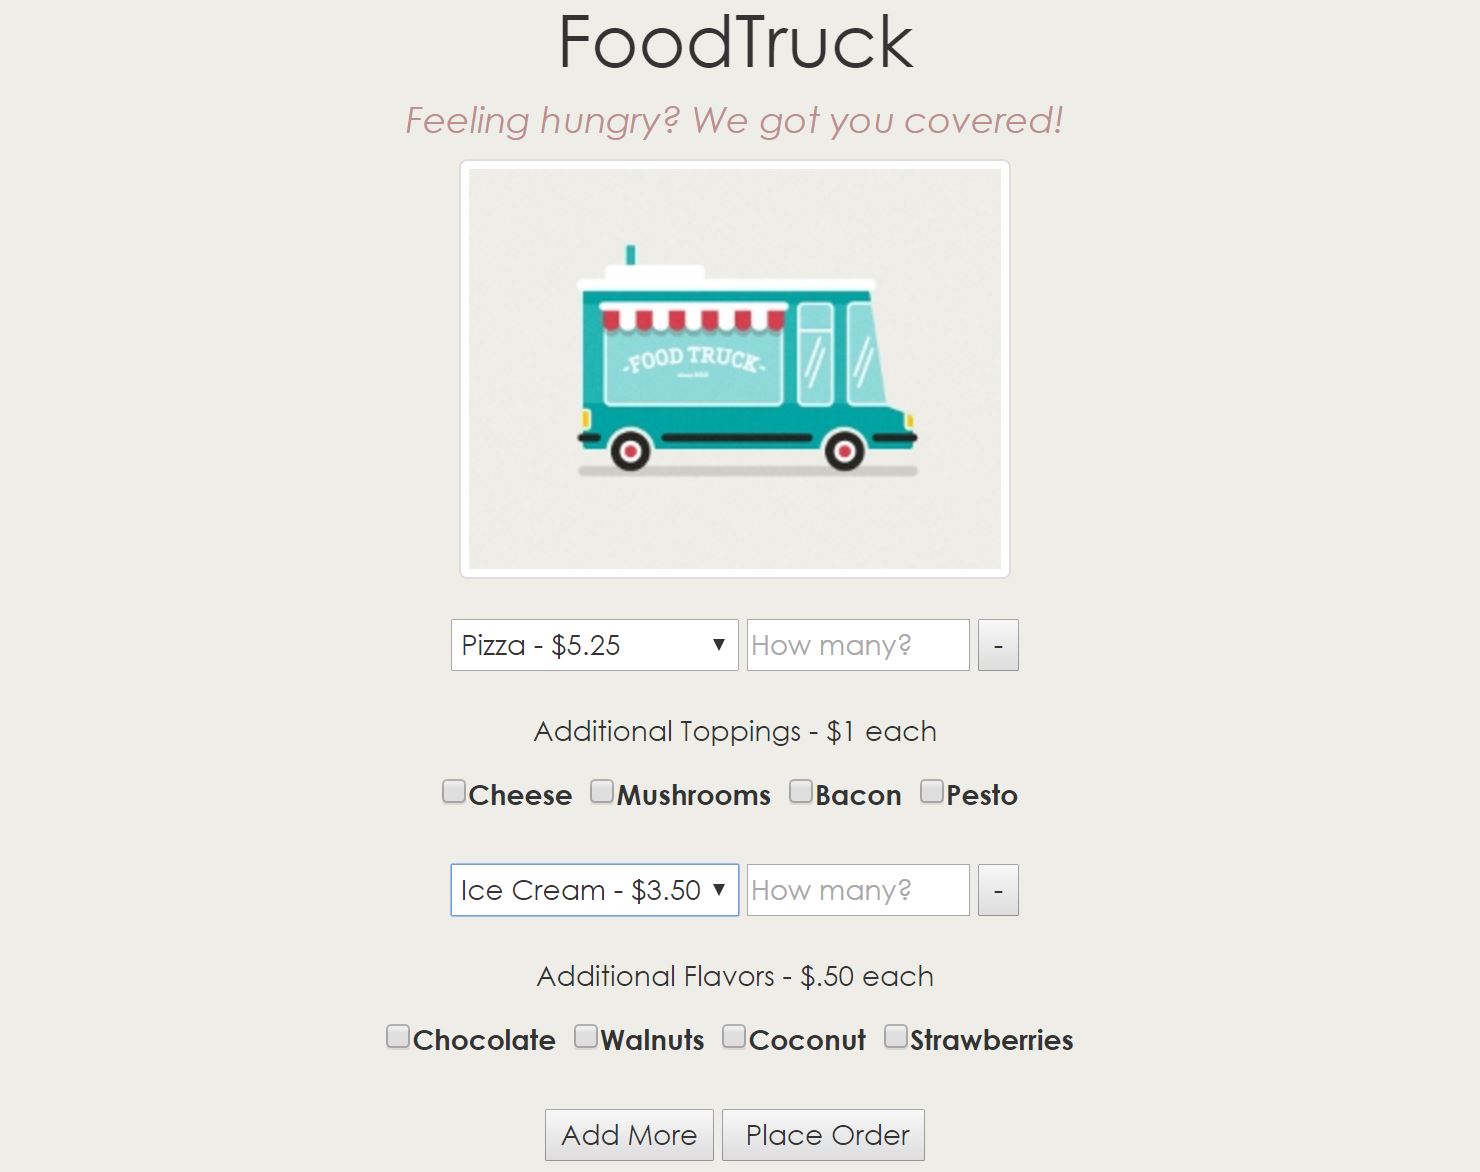 FoodTruck
Feeling hungry? We got you covered!
-FOOD TRUCK-
Pizza - $5.25 How many? -
Additional Toppings - $1 each
Cheese Mushrooms Bacon Pesto
Ice Cream - $3.50 How many? -
Additional Flavors - $.50 each
Chocolate Walnuts Coconut Strawberries
Add More Place Order